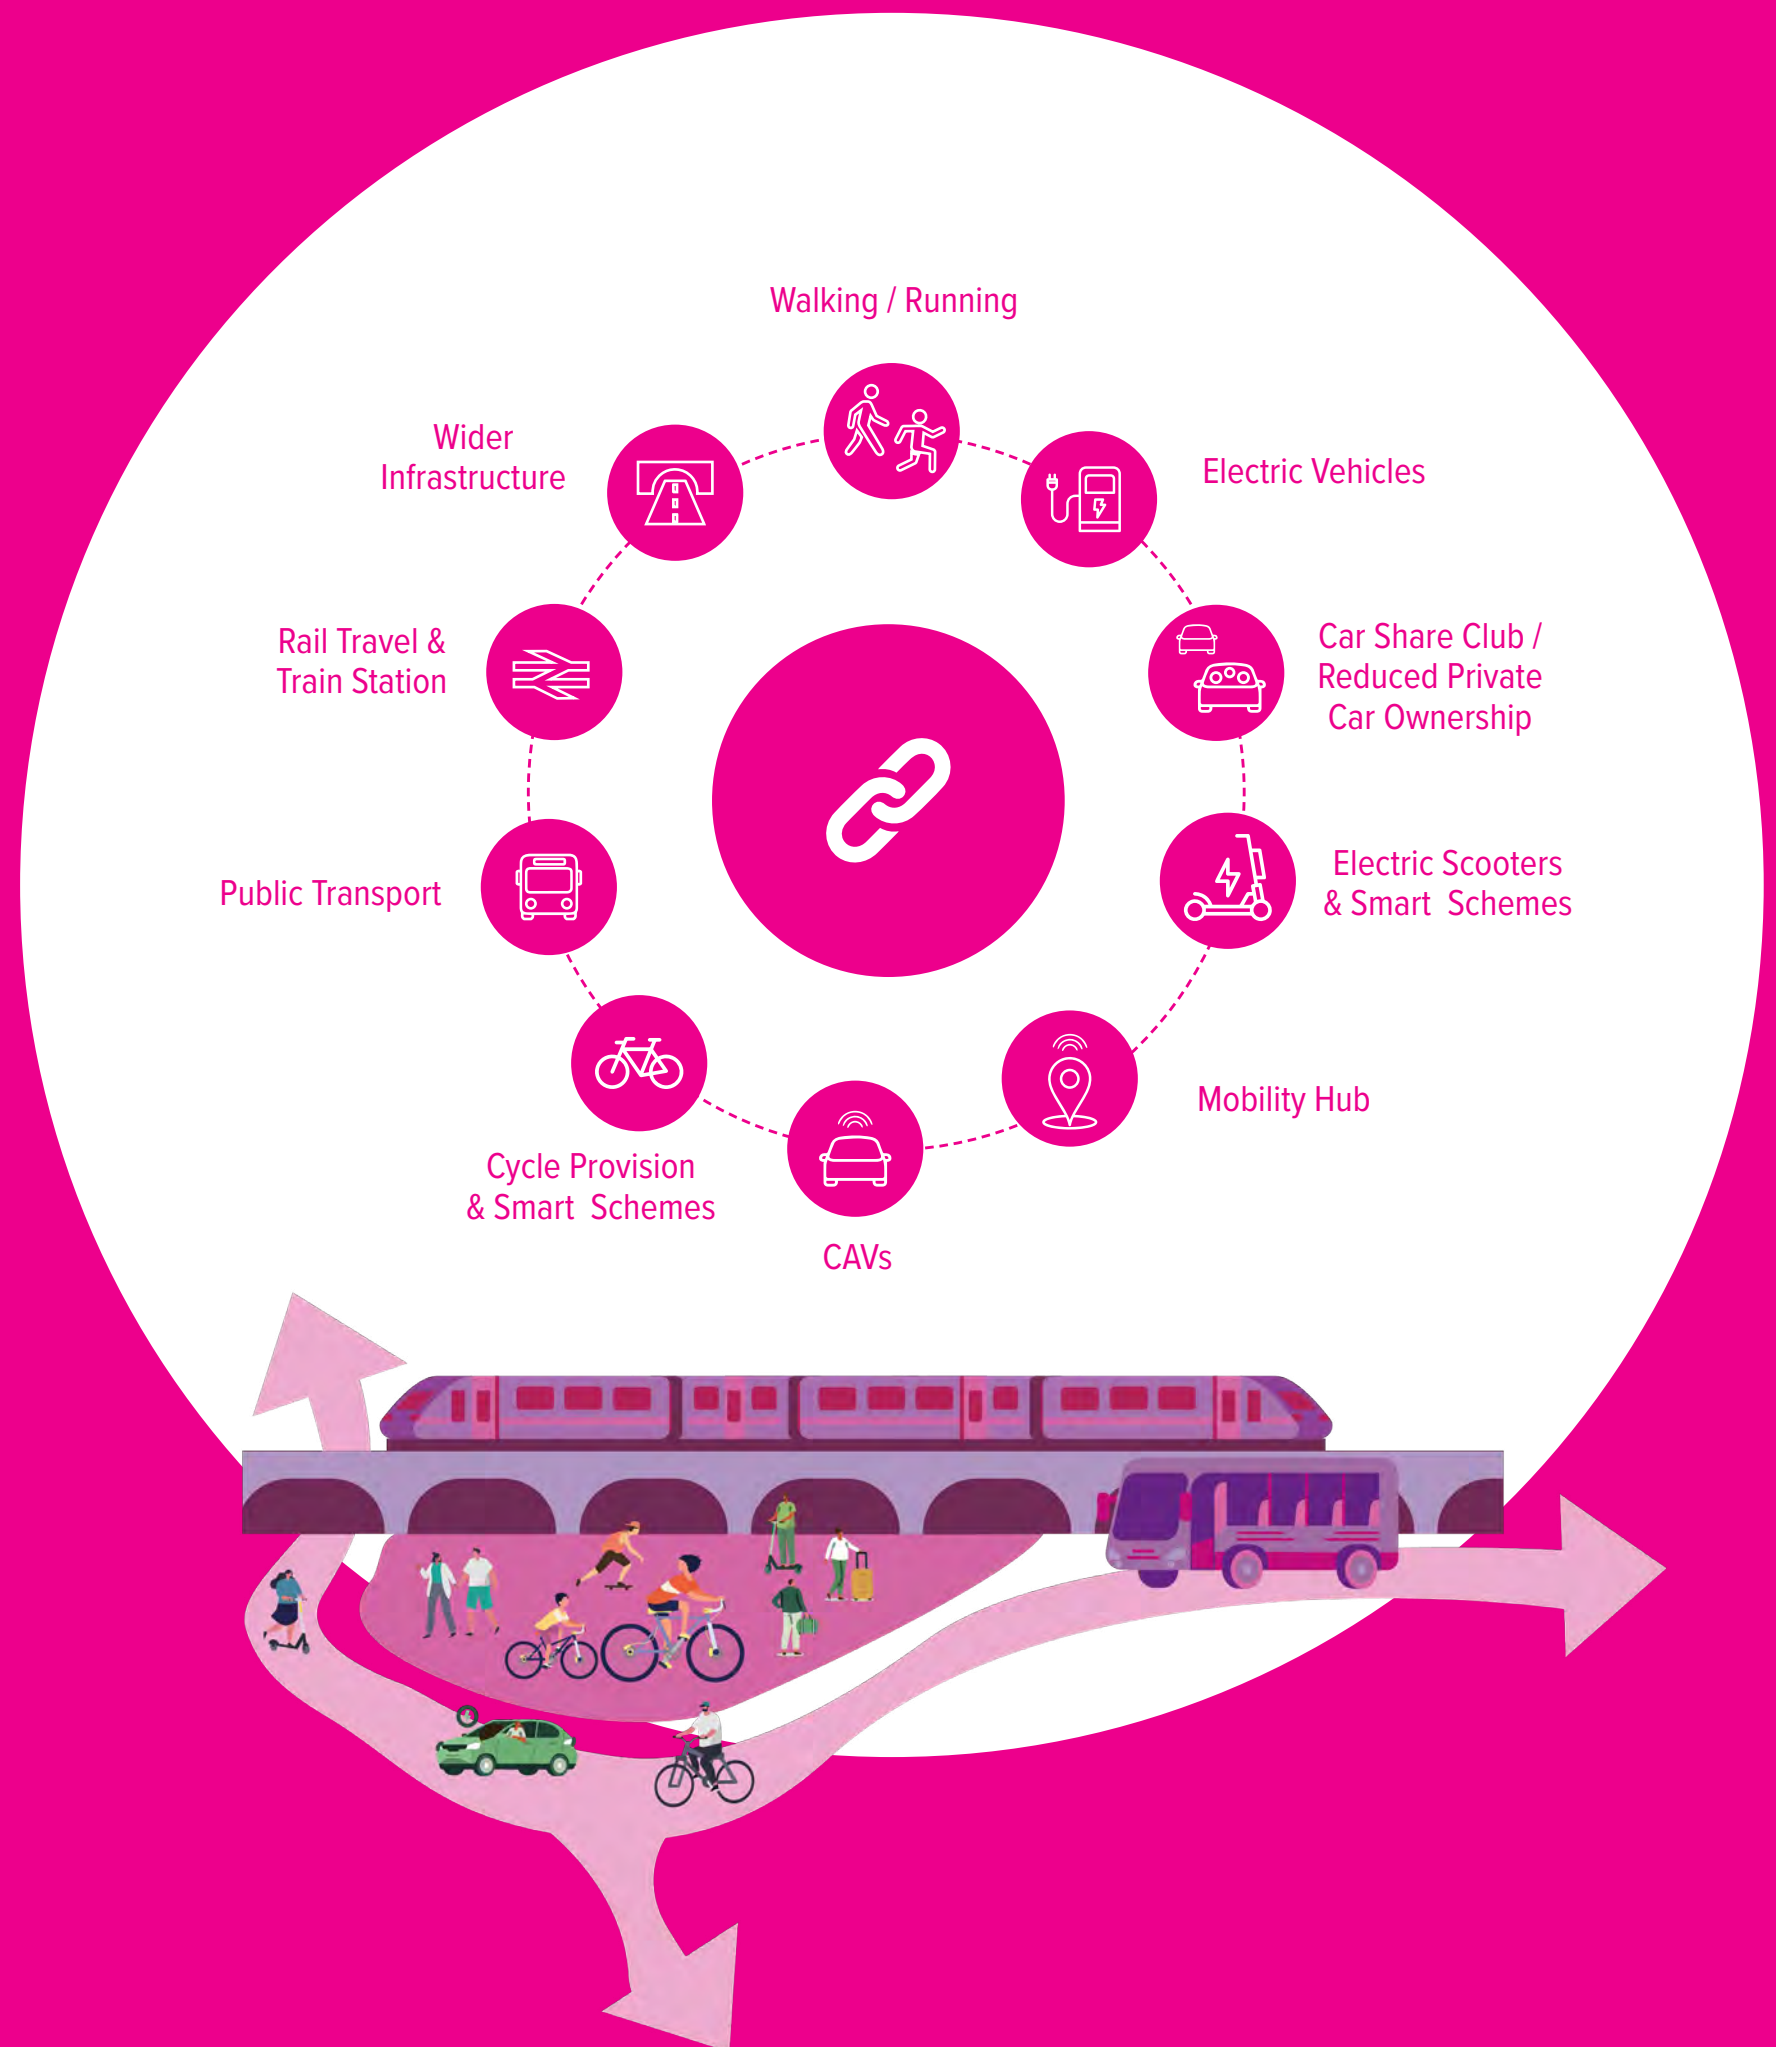 Walking / Running
Wider
Infrastructure
Electric Vehicles
Rail Travel &
Train Station
Car Share Club /
Reduced Private
Car Ownership
Public Transport
Electric Scooters
& Smart Schemes
Mobility Hub
Cycle Provision
& Smart Schemes
CAVs